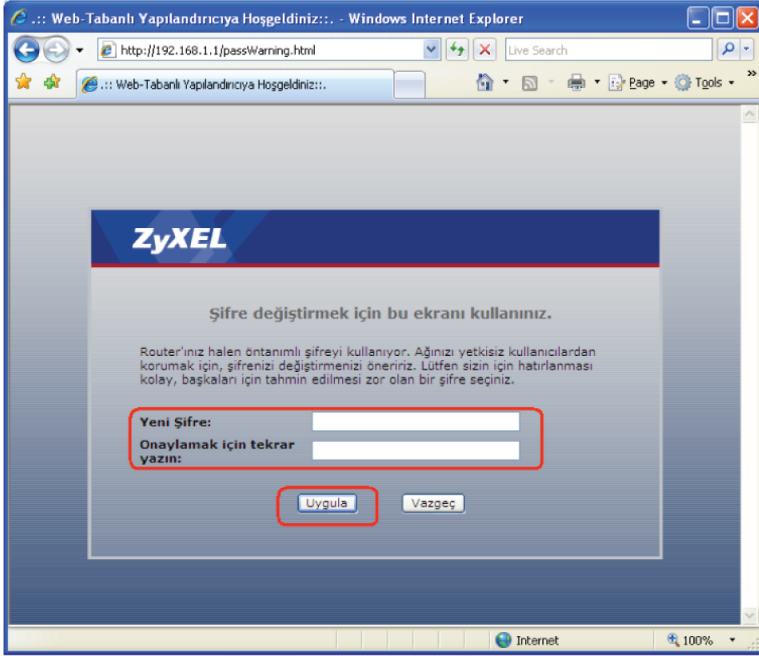 .:: Web-Tabanlı Yapılandırıcıya Hoşgeldiniz::. - Windows Internet Explorer
http://192.168.1.1/passWarning.html
Live Search
.:: Web-Tabanlı Yapılandırıcıya Hoşgeldiniz::.
Page
Tools
ZyXEL
Şifre değiştirmek için bu ekranı kullanınız.
Router'ınız halen öntanımlı şifreyi kullanıyor. Ağınızı yetkisiz kullanıcılardan
korumak için, şifrenizi değiştirmenizi öneririz. Lütfen sizin için hatırlanması
kolay, başkaları için tahmin edilmesi zor olan bir şifre seçiniz.
Yeni Şifre:
Onaylamak için tekrar
yazın:
Uygula
Vazgeç
Internet
100%